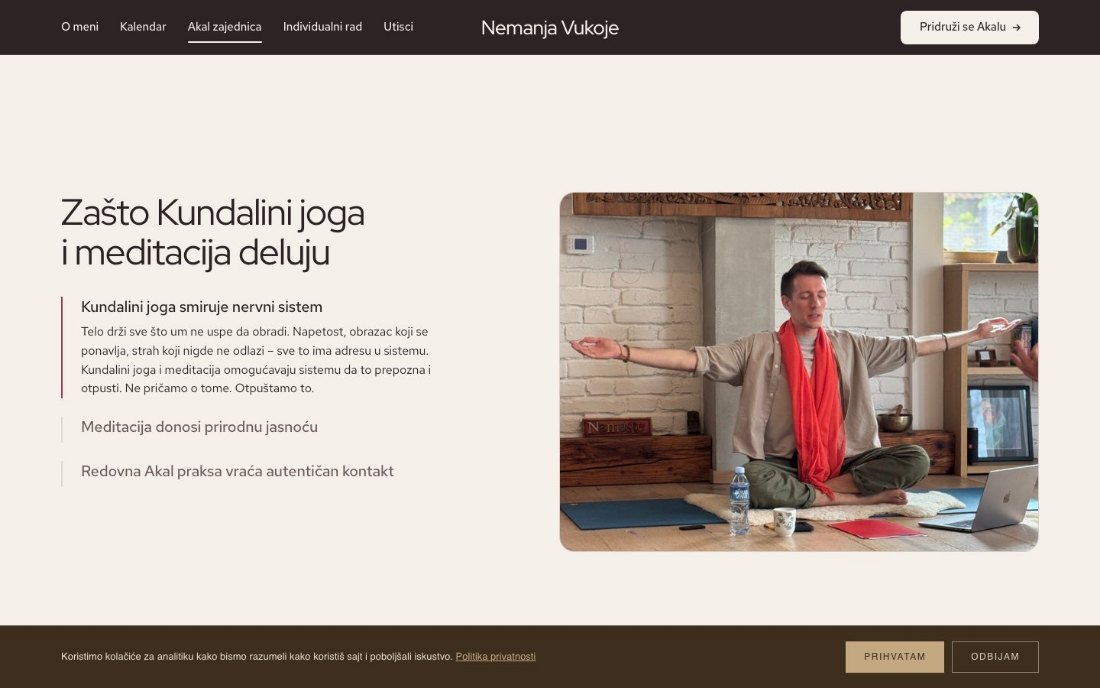 O meni
Kalendar
Akal zajednica
Individualni rad
Utisci
Nemanja Vukoje
Pridruži se Akalu →
Zašto Kundalini joga
i meditacija deluju
Kundalini joga smiruje nervni sistem
Telo drži sve što um ne uspe da obradi. Napetost, obrazac koji se
ponavlja, strah koji nigde ne odlazi – sve to ima adresu u sistemu.
Kundalini joga i meditacija omogućavaju sistemu da to prepozna i
otpusti. Ne pričamo o tome. Otpuštamo to.
Meditacija donosi prirodnu jasnoću
Redovna Akal praksa vraća autentičan kontakt
Namaste
Koristimo kolačiće za analitiku kako bismo razumeli kako koristiš sajt i poboljšali iskustvo. Politika privatnosti
PRIHVATAM
ODBIJAM